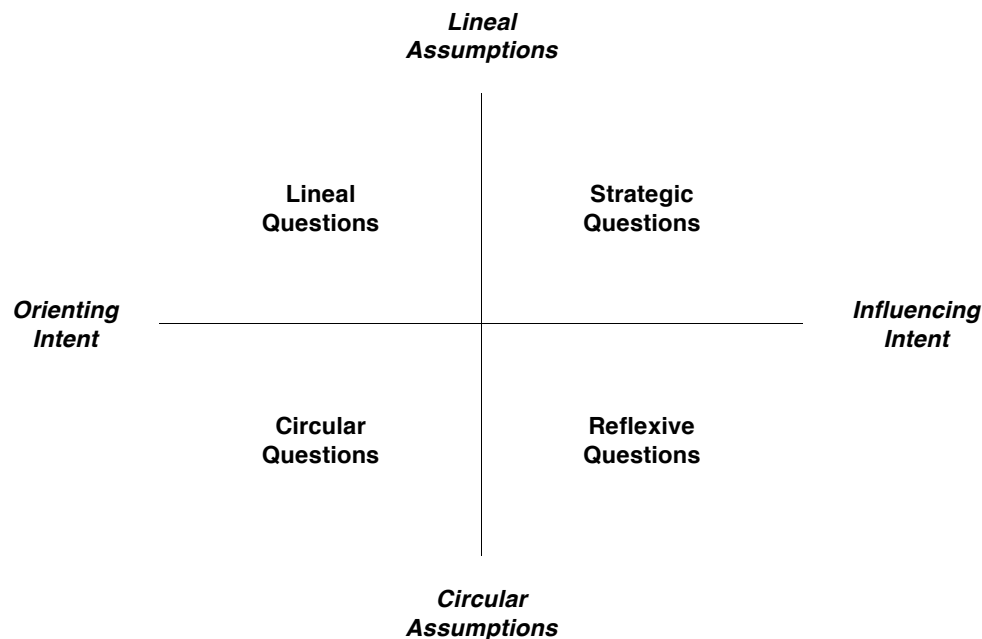 Lineal
Assumptions
Lineal
Questions
Strategic
Questions
Orienting
Intent
Influencing
Intent
Circular
Questions
Reflexive
Questions
Circular
Assumptions